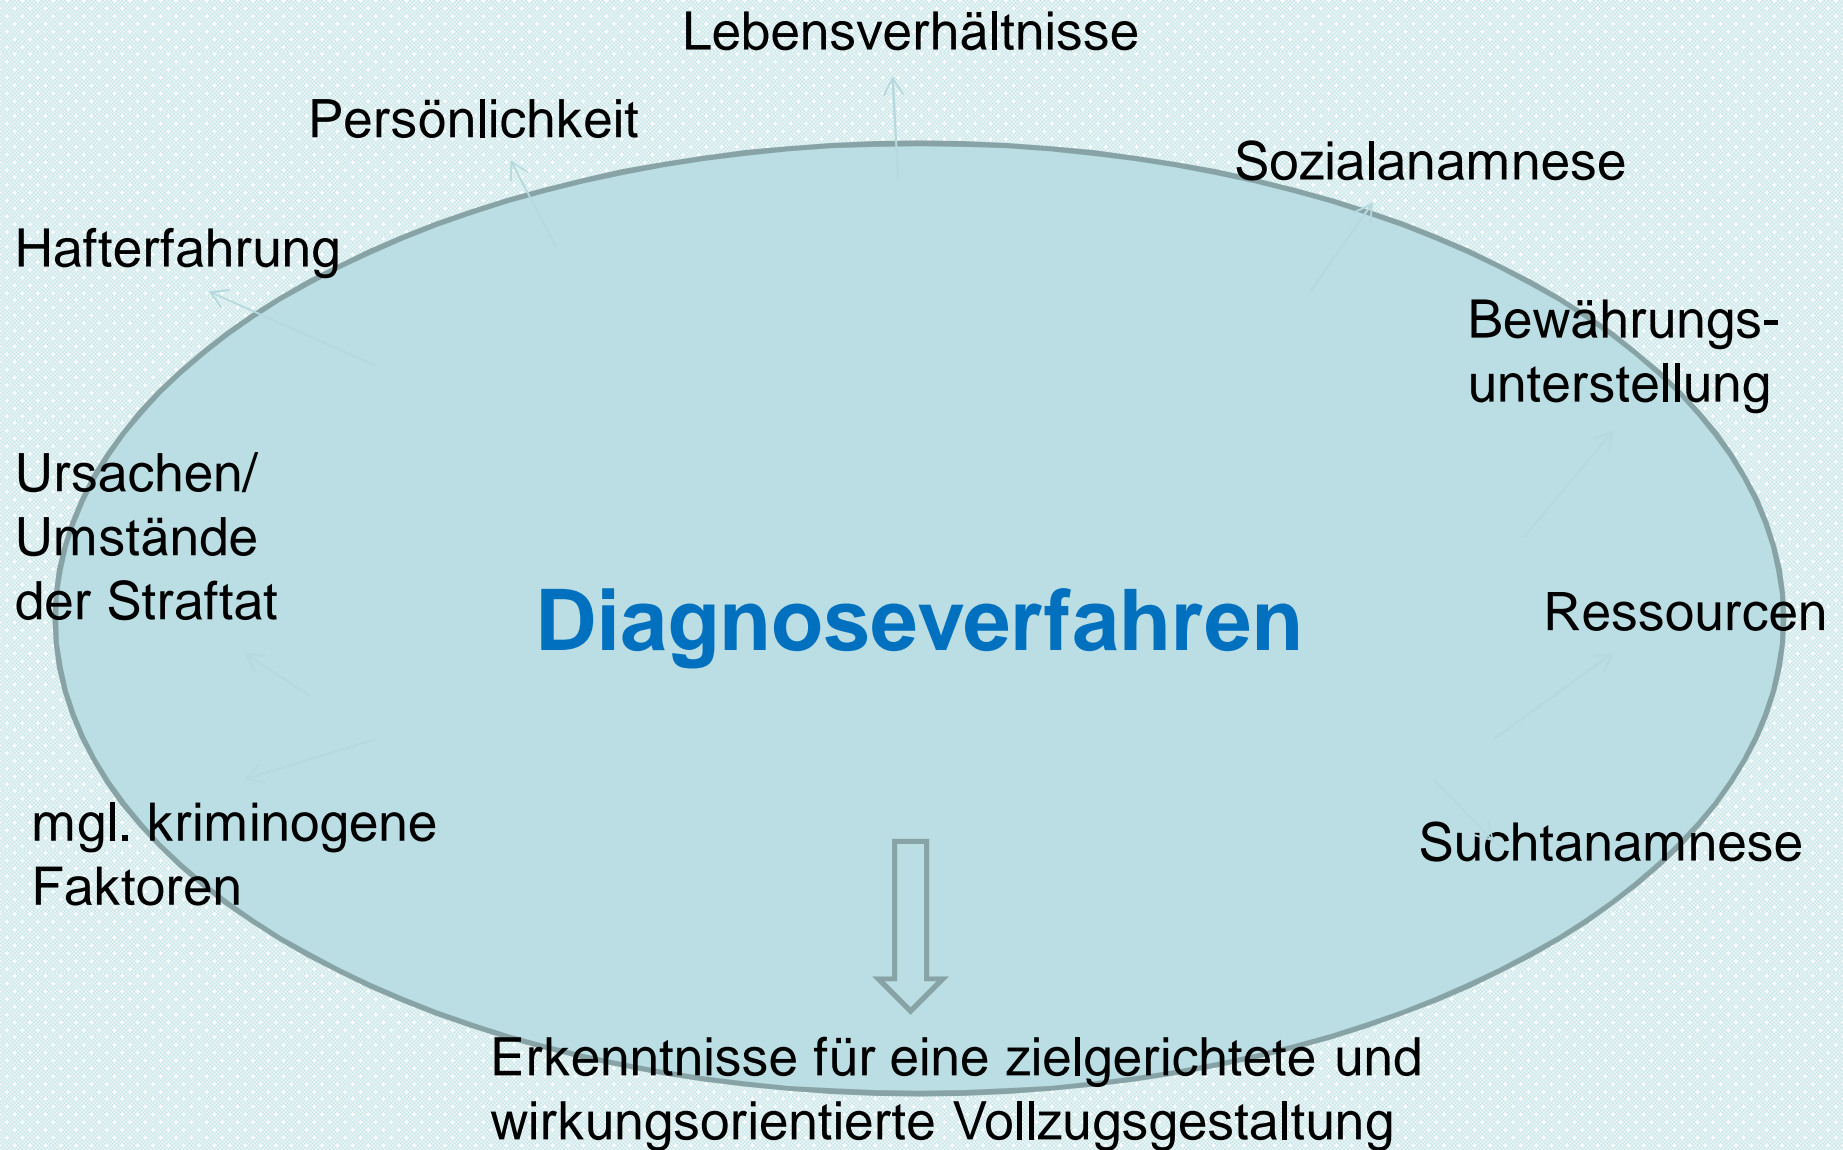 Lebensverhältnisse
Persönlichkeit
Sozialanamnese
Hafterfahrung
Bewährungs-
unterstellung
Ursachen/
Umstände
der Straftat
Diagnoseverfahren
Ressourcen
mgl. kriminogene
Faktoren
Suchtanamnese
Erkenntnisse für eine zielgerichtete und
wirkungsorientierte Vollzugsgestaltung